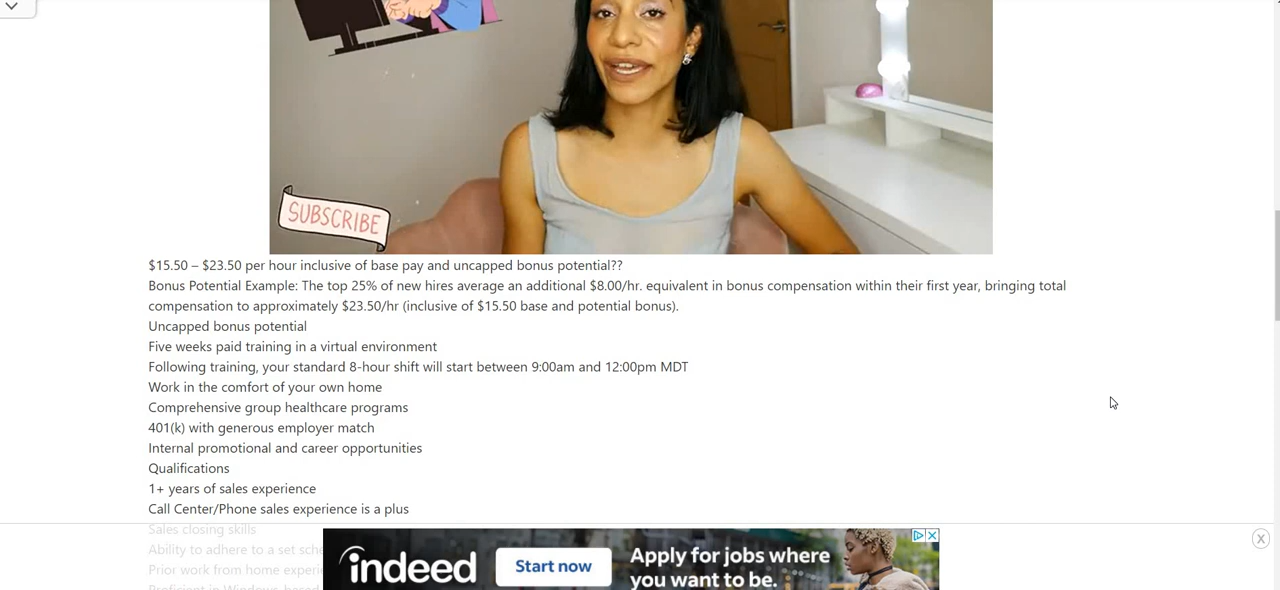 SUBSCRIBE
$15.50 – $23.50 per hour inclusive of base pay and uncapped bonus potential??
Bonus Potential Example: The top 25% of new hires average an additional $8.00/hr. equivalent in bonus compensation within their first year, bringing total
compensation to approximately $23.50/hr (inclusive of $15.50 base and potential bonus).
Uncapped bonus potential
Five weeks paid training in a virtual environment
Following training, your standard 8-hour shift will start between 9:00am and 12:00pm MDT
Work in the comfort of your own home
Comprehensive group healthcare programs
401(k) with generous employer match
Internal promotional and career opportunities
Qualifications
1+ years of sales experience
Call Center/Phone sales experience is a plus
Sales closing skills
Ability to adhere to a set
Prior work from home
indeed
Start now
Apply for jobs where
you want to be.